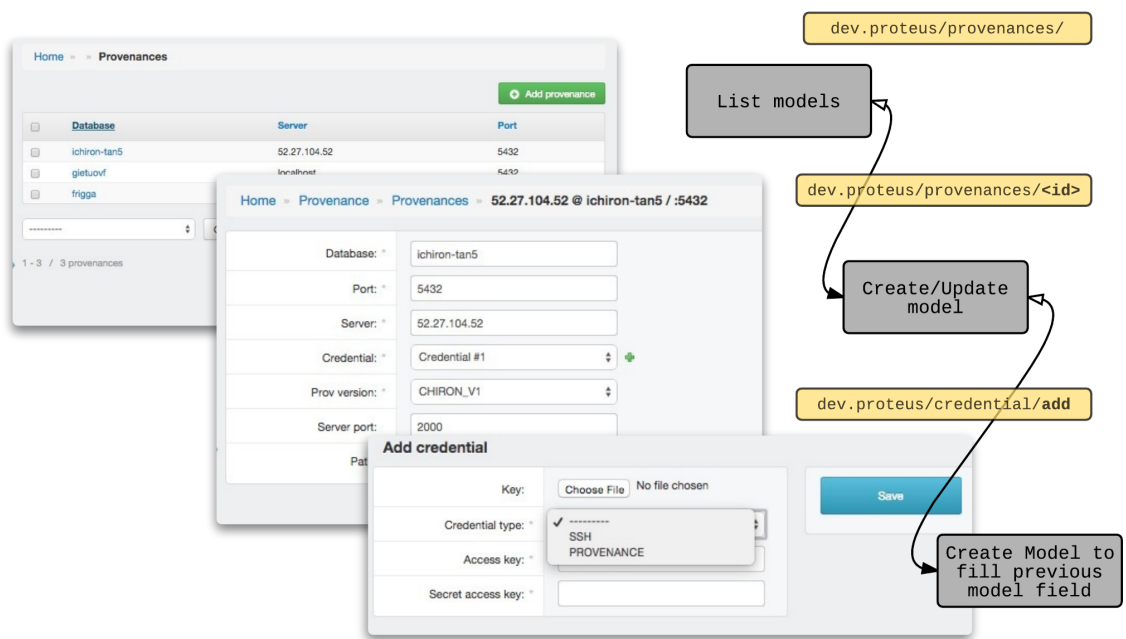 Home » » Provenances
Add provenance
Database Server Port
ichiron-tan5 52.27.104.52 5432
gietuovf localhost 5432
frigga
---------
1 - 3 / 3 provenances
Home » Provenance » Provenances » 52.27.104.52 @ ichiron-tan5 / :5432
Database: * ichiron-tan5
Port: * 5432
Server: * 52.27.104.52
Credential: * Credential #1
Prov version: * CHIRON_V1
Server port: 2000
Add credential
Key: Choose File No file chosen
Credential type: * ---------
SSH
PROVENANCE
Access key: *
Secret access key: *
Save
dev.proteus/provenances/
List models
dev.proteus/provenances/<id>
Create/Update
model
dev.proteus/credential/add
Create Model to
fill previous
model field